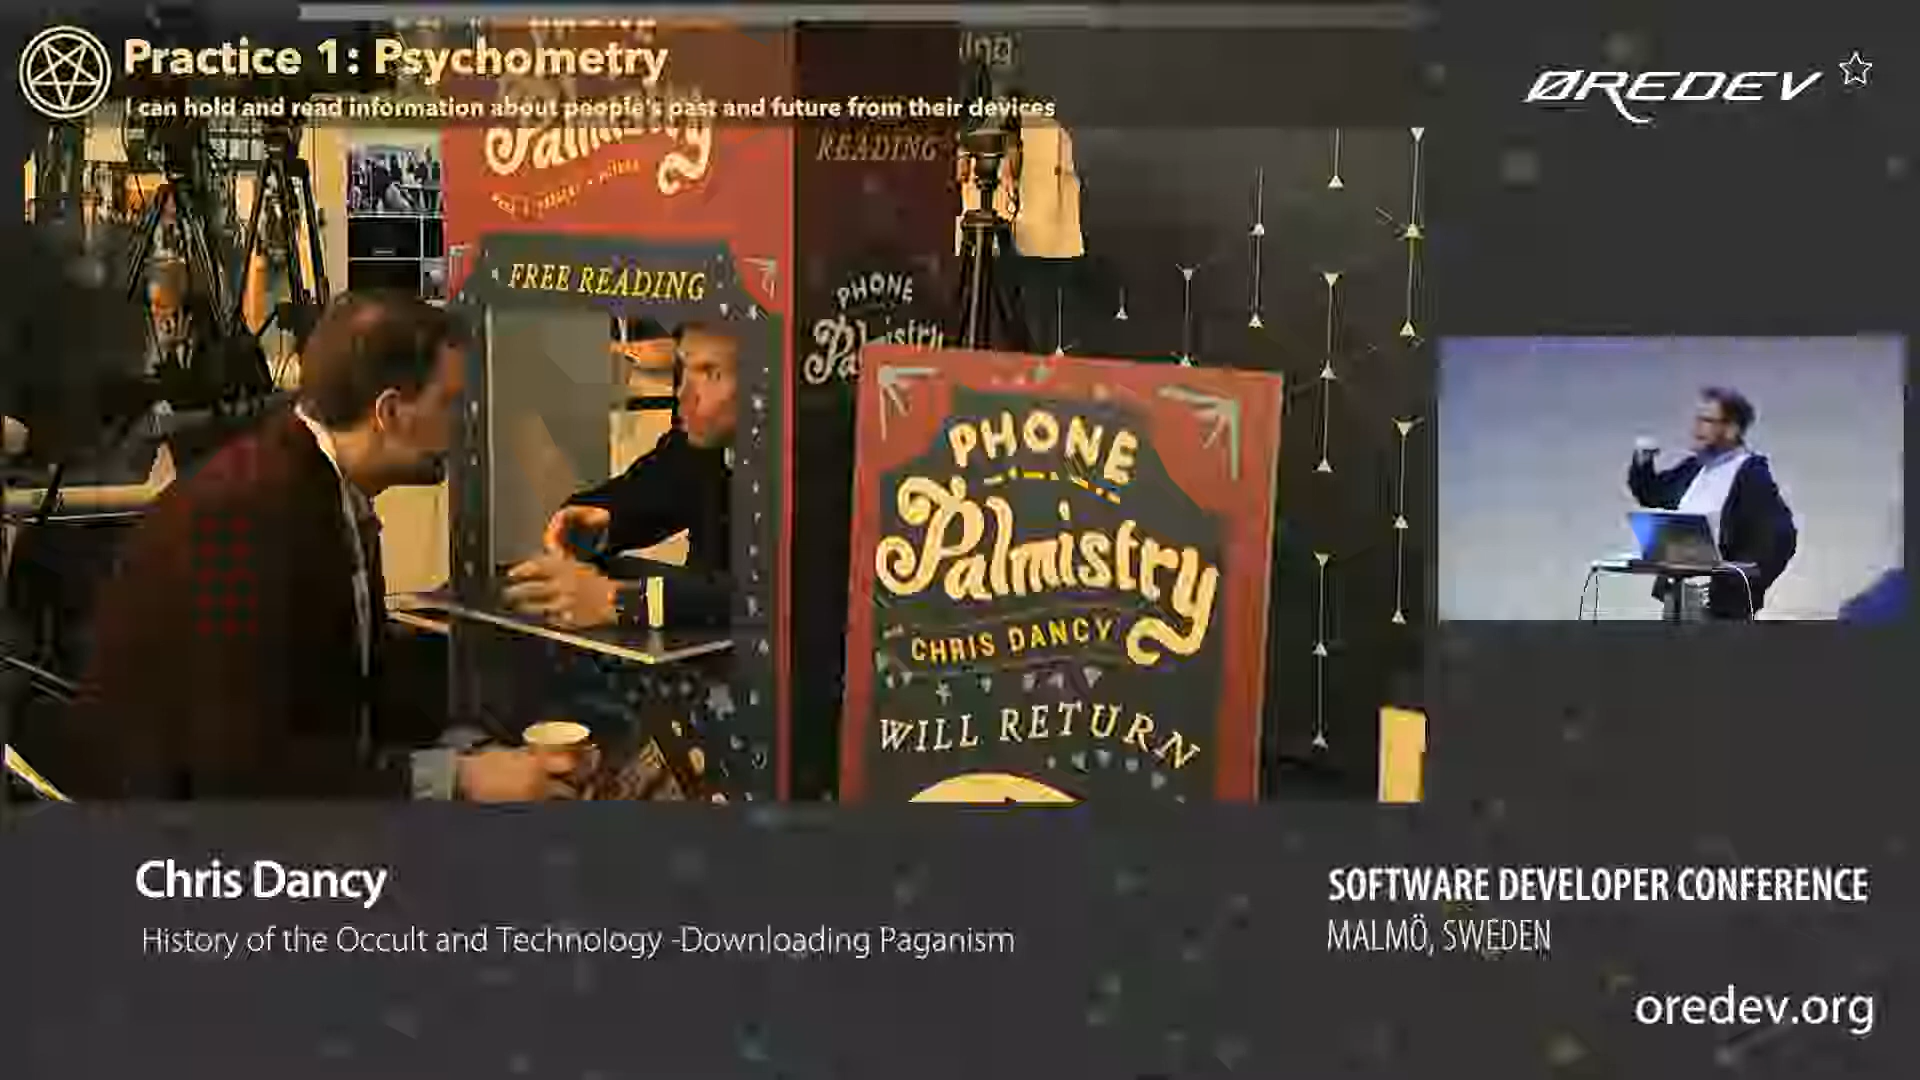 Practice 1: Psychometry
I can hold and read information about people's past and future from their devices
ØREDEV
Palmistry
READING
FREE READING
PHONE
Palmistry
PHONE
Palmistry
CHRIS DANCY
WILL RETURN
Chris Dancy
History of the Occult and Technology -Downloading Paganism
SOFTWARE DEVELOPER CONFERENCE
MALMÖ, SWEDEN
oredev.org